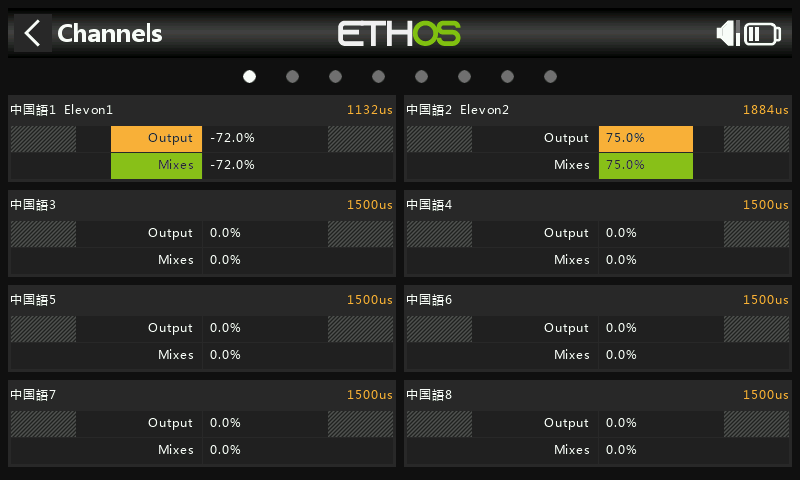 Channels
ETHOS
中国語1 Elevon1 1132us
Output -72.0%
Mixes -72.0%
中国語2 Elevon2 1884us
Output 75.0%
Mixes 75.0%
中国語3 1500us
Output 0.0%
Mixes 0.0%
中国語4 1500us
Output 0.0%
Mixes 0.0%
中国語5 1500us
Output 0.0%
Mixes 0.0%
中国語6 1500us
Output 0.0%
Mixes 0.0%
中国語7 1500us
Output 0.0%
Mixes 0.0%
中国語8 1500us
Output 0.0%
Mixes 0.0%